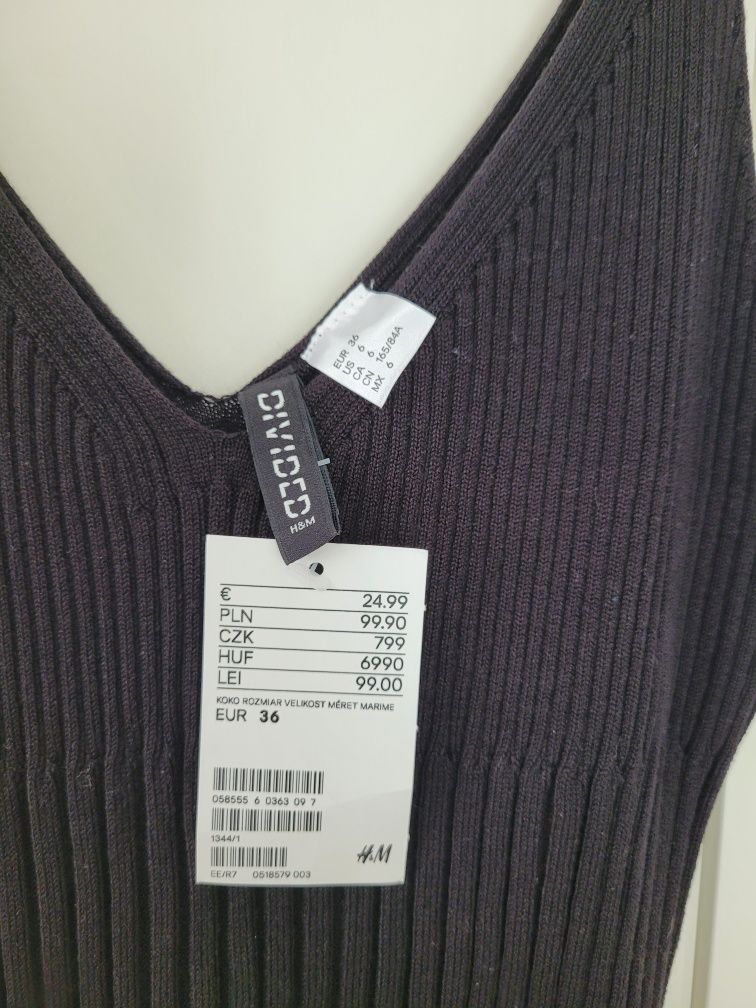 EUR 36
US 6
CA 6
CN 165/84A
MX 6
DIVIDED
H&M
€ 24.99
PLN 99.90
CZK 799
HUF 6990
LEI 99.00
KOKO ROZMIAR VELIKOST MÉRET MARIME
EUR 36
058555 6 0363 09 7
1344/1
H&M
EE/R7 0518579 003